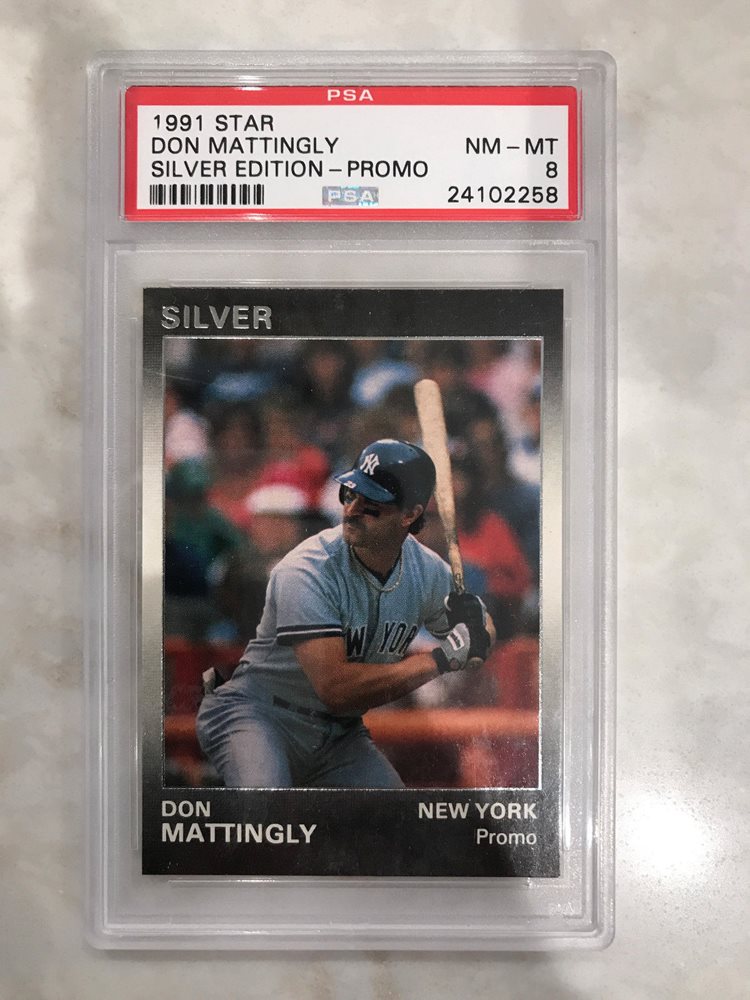 PSA
1991 STAR
DON MATTINGLY NM-MT
SILVER EDITION-PROMO 8
PSA 24102258
SILVER
NY
W YORK
DON NEW YORK
MATTINGLY Promo